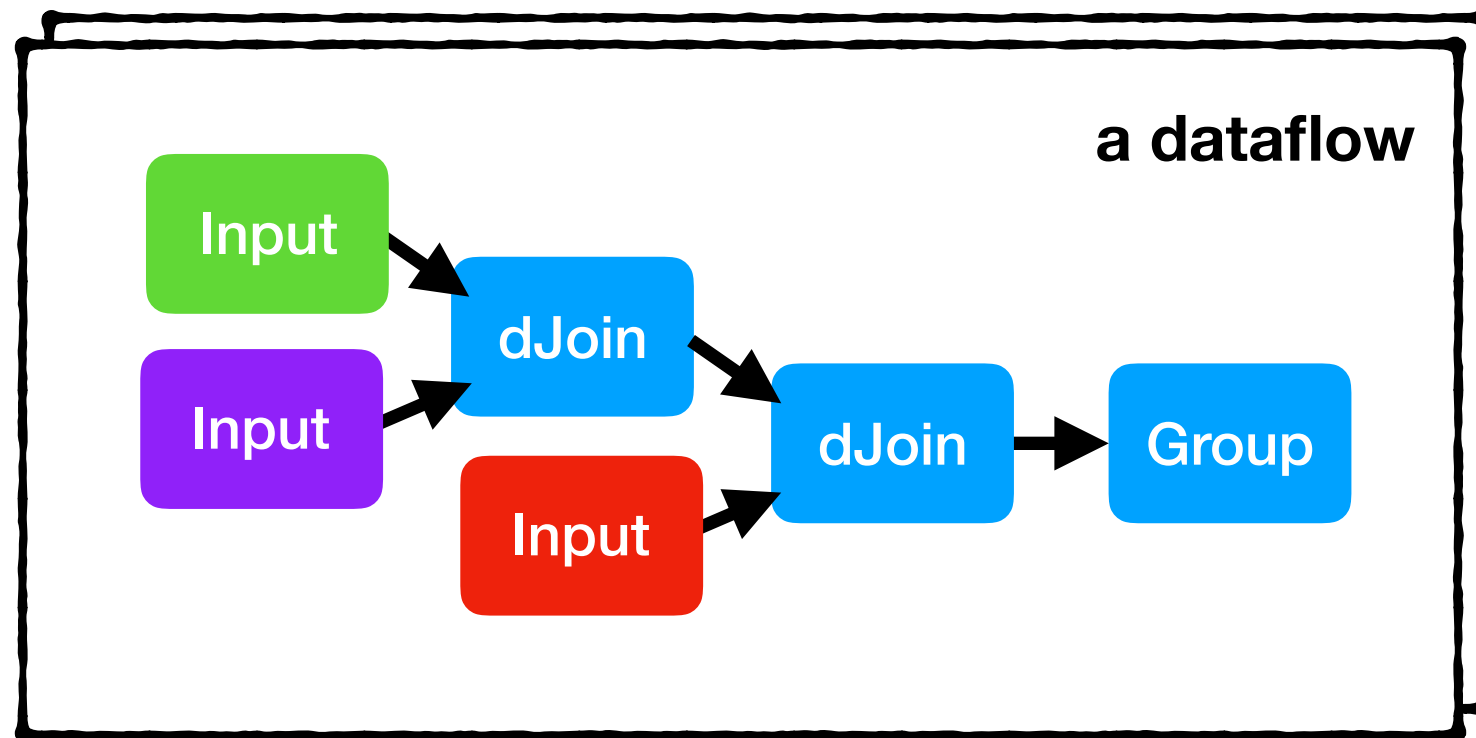 a dataflow
Input
dJoin
Input
dJoin
Group
Input